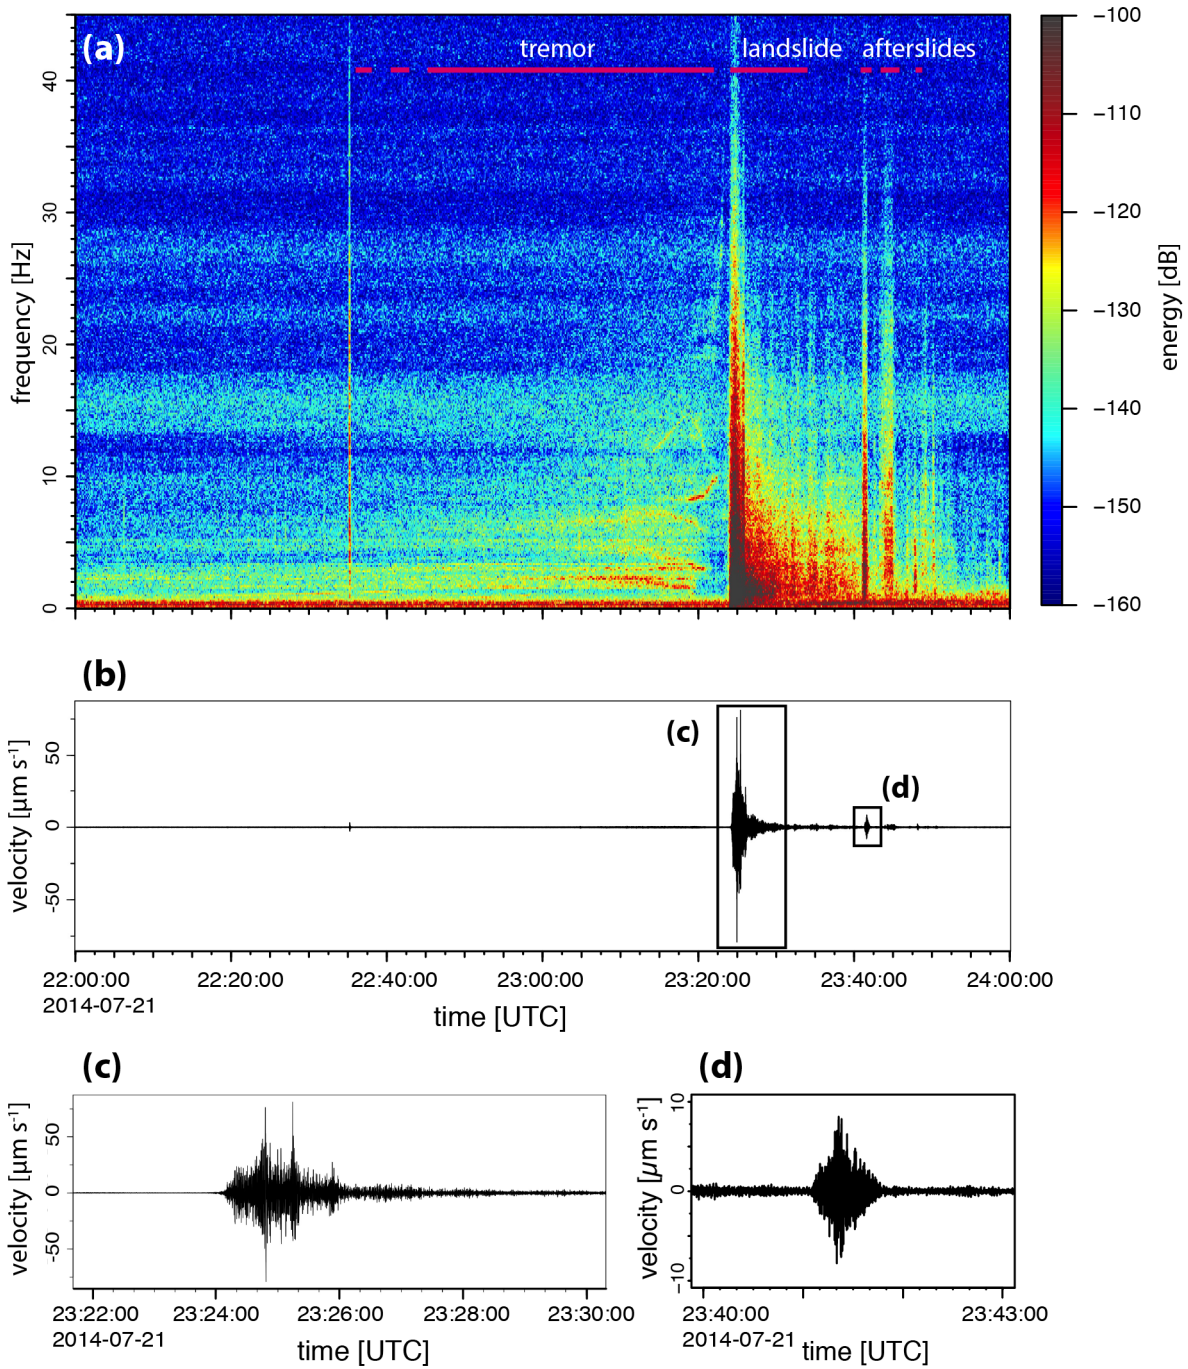 (a)
tremor
landslide
afterslides
frequency [Hz]
40
30
20
10
0
−100
−110
−120
−130
−140
−150
−160
energy [dB]
(b)
velocity [µm s-1]
50
0
-50
(c)
(d)
22:00:00
22:20:00
22:40:00
23:00:00
23:20:00
23:40:00
24:00:00
2014-07-21
time [UTC]
(c)
velocity [µm s-1]
50
0
-50
23:22:00
23:24:00
23:26:00
23:28:00
23:30:00
2014-07-21
time [UTC]
(d)
velocity [µm s-1]
10
0
−10
23:40:00
23:43:00
2014-07-21
time [UTC]